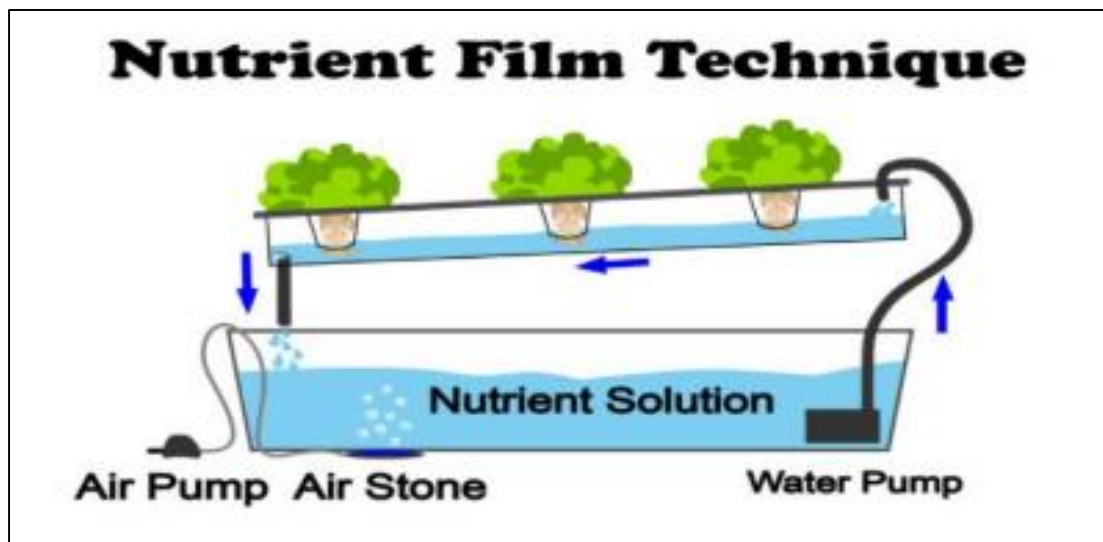 Nutrient Film Technique
Nutrient Solution
Air Pump Air Stone
Water Pump